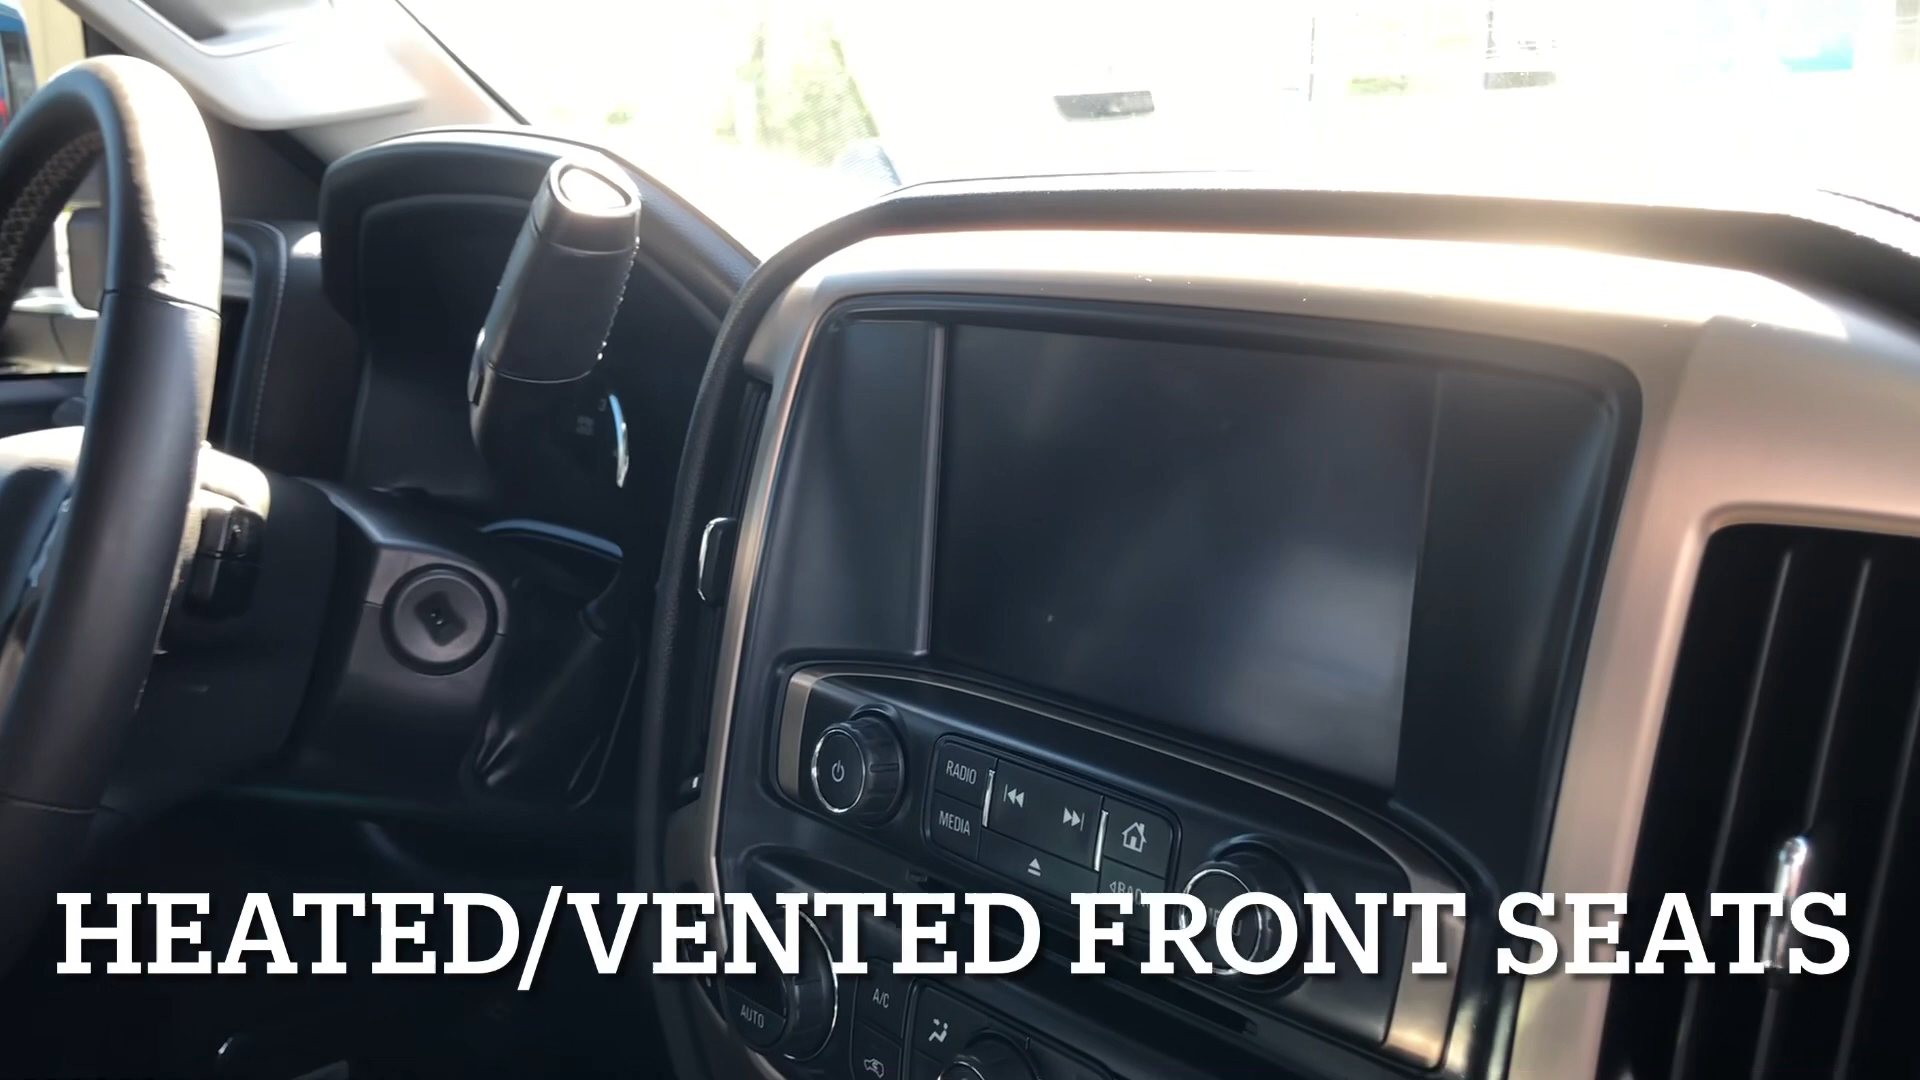 RADIO
MEDIA
HEATED/VENTED FRONT SEATS
A/C
AUTO